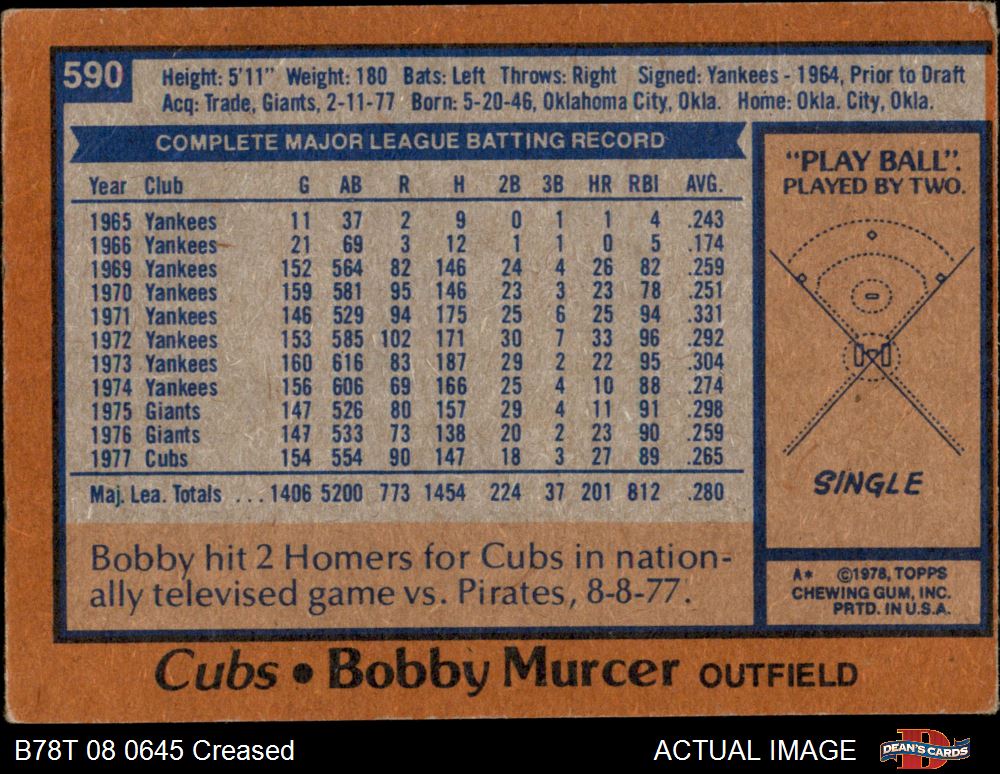 590
Height: 5'11" Weight: 180 Bats: Left Throws: Right Signed: Yankees - 1964, Prior to Draft
Acq: Trade, Giants, 2-11-77 Born: 5-20-46, Oklahoma City, Okla. Home: Okla. City, Okla.
COMPLETE MAJOR LEAGUE BATTING RECORD
Year Club G AB R H 2B 3B HR RBI AVG.
1965 Yankees 11 37 2 9 0 1 1 4 .243
1966 Yankees 21 69 3 12 1 1 0 5 .174
1969 Yankees 152 564 82 146 24 4 26 82 .259
1970 Yankees 159 581 95 146 23 3 23 78 .251
1971 Yankees 146 529 94 175 25 6 25 94 .331
1972 Yankees 153 585 102 171 30 7 33 96 .292
1973 Yankees 160 616 83 187 29 2 22 95 .304
1974 Yankees 156 606 69 166 25 4 10 88 .274
1975 Giants 147 526 80 157 29 4 11 91 .298
1976 Giants 147 533 73 138 20 2 23 90 .259
1977 Cubs 154 554 90 147 18 3 27 89 .265
Maj. Lea. Totals ... 1406 5200 773 1454 224 37 201 812 .280
Bobby hit 2 Homers for Cubs in nation-
ally televised game vs. Pirates, 8-8-77.
"PLAY BALL".
PLAYED BY TWO.
SINGLE
A* ©1978, TOPPS
CHEWING GUM, INC.
PRTD. IN U.S.A.
Cubs • Bobby Murcer OUTFIELD
B78T 08 0645 Creased
ACTUAL IMAGE
DEAN'S CARDS